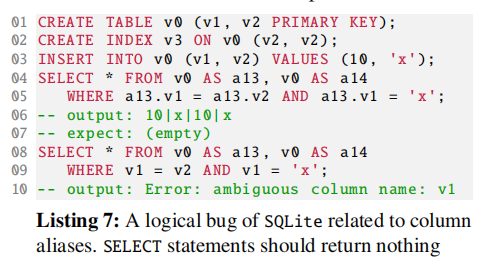 01 CREATE TABLE v0 (v1, v2 PRIMARY KEY);
02 CREATE INDEX v3 ON v0 (v2, v2);
03 INSERT INTO v0 (v1, v2) VALUES (10, 'x');
04 SELECT * FROM v0 AS a13, v0 AS a14
05    WHERE a13.v1 = a13.v2 AND a13.v1 = 'x';
06 -- output: 10|x|10|x
07 -- expect: (empty)
08 SELECT * FROM v0 AS a13, v0 AS a14
09    WHERE v1 = v2 AND v1 = 'x';
10 -- output: Error: ambiguous column name: v1
Listing 7: A logical bug of SQLite related to column
aliases. SELECT statements should return nothing